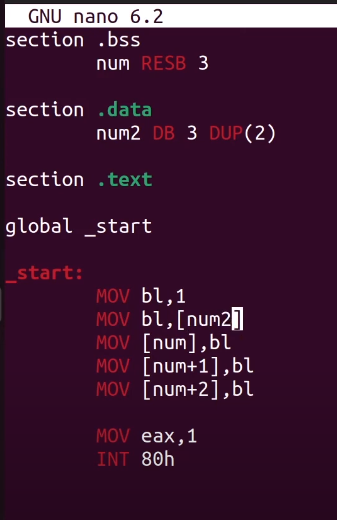 GNU nano 6.2
section .bss
num RESB 3
section .data
num2 DB 3 DUP(2)
section .text
global _start
_start:
MOV bl,1
MOV bl,[num2]
MOV [num],bl
MOV [num+1],bl
MOV [num+2],bl
MOV eax,1
INT 80h